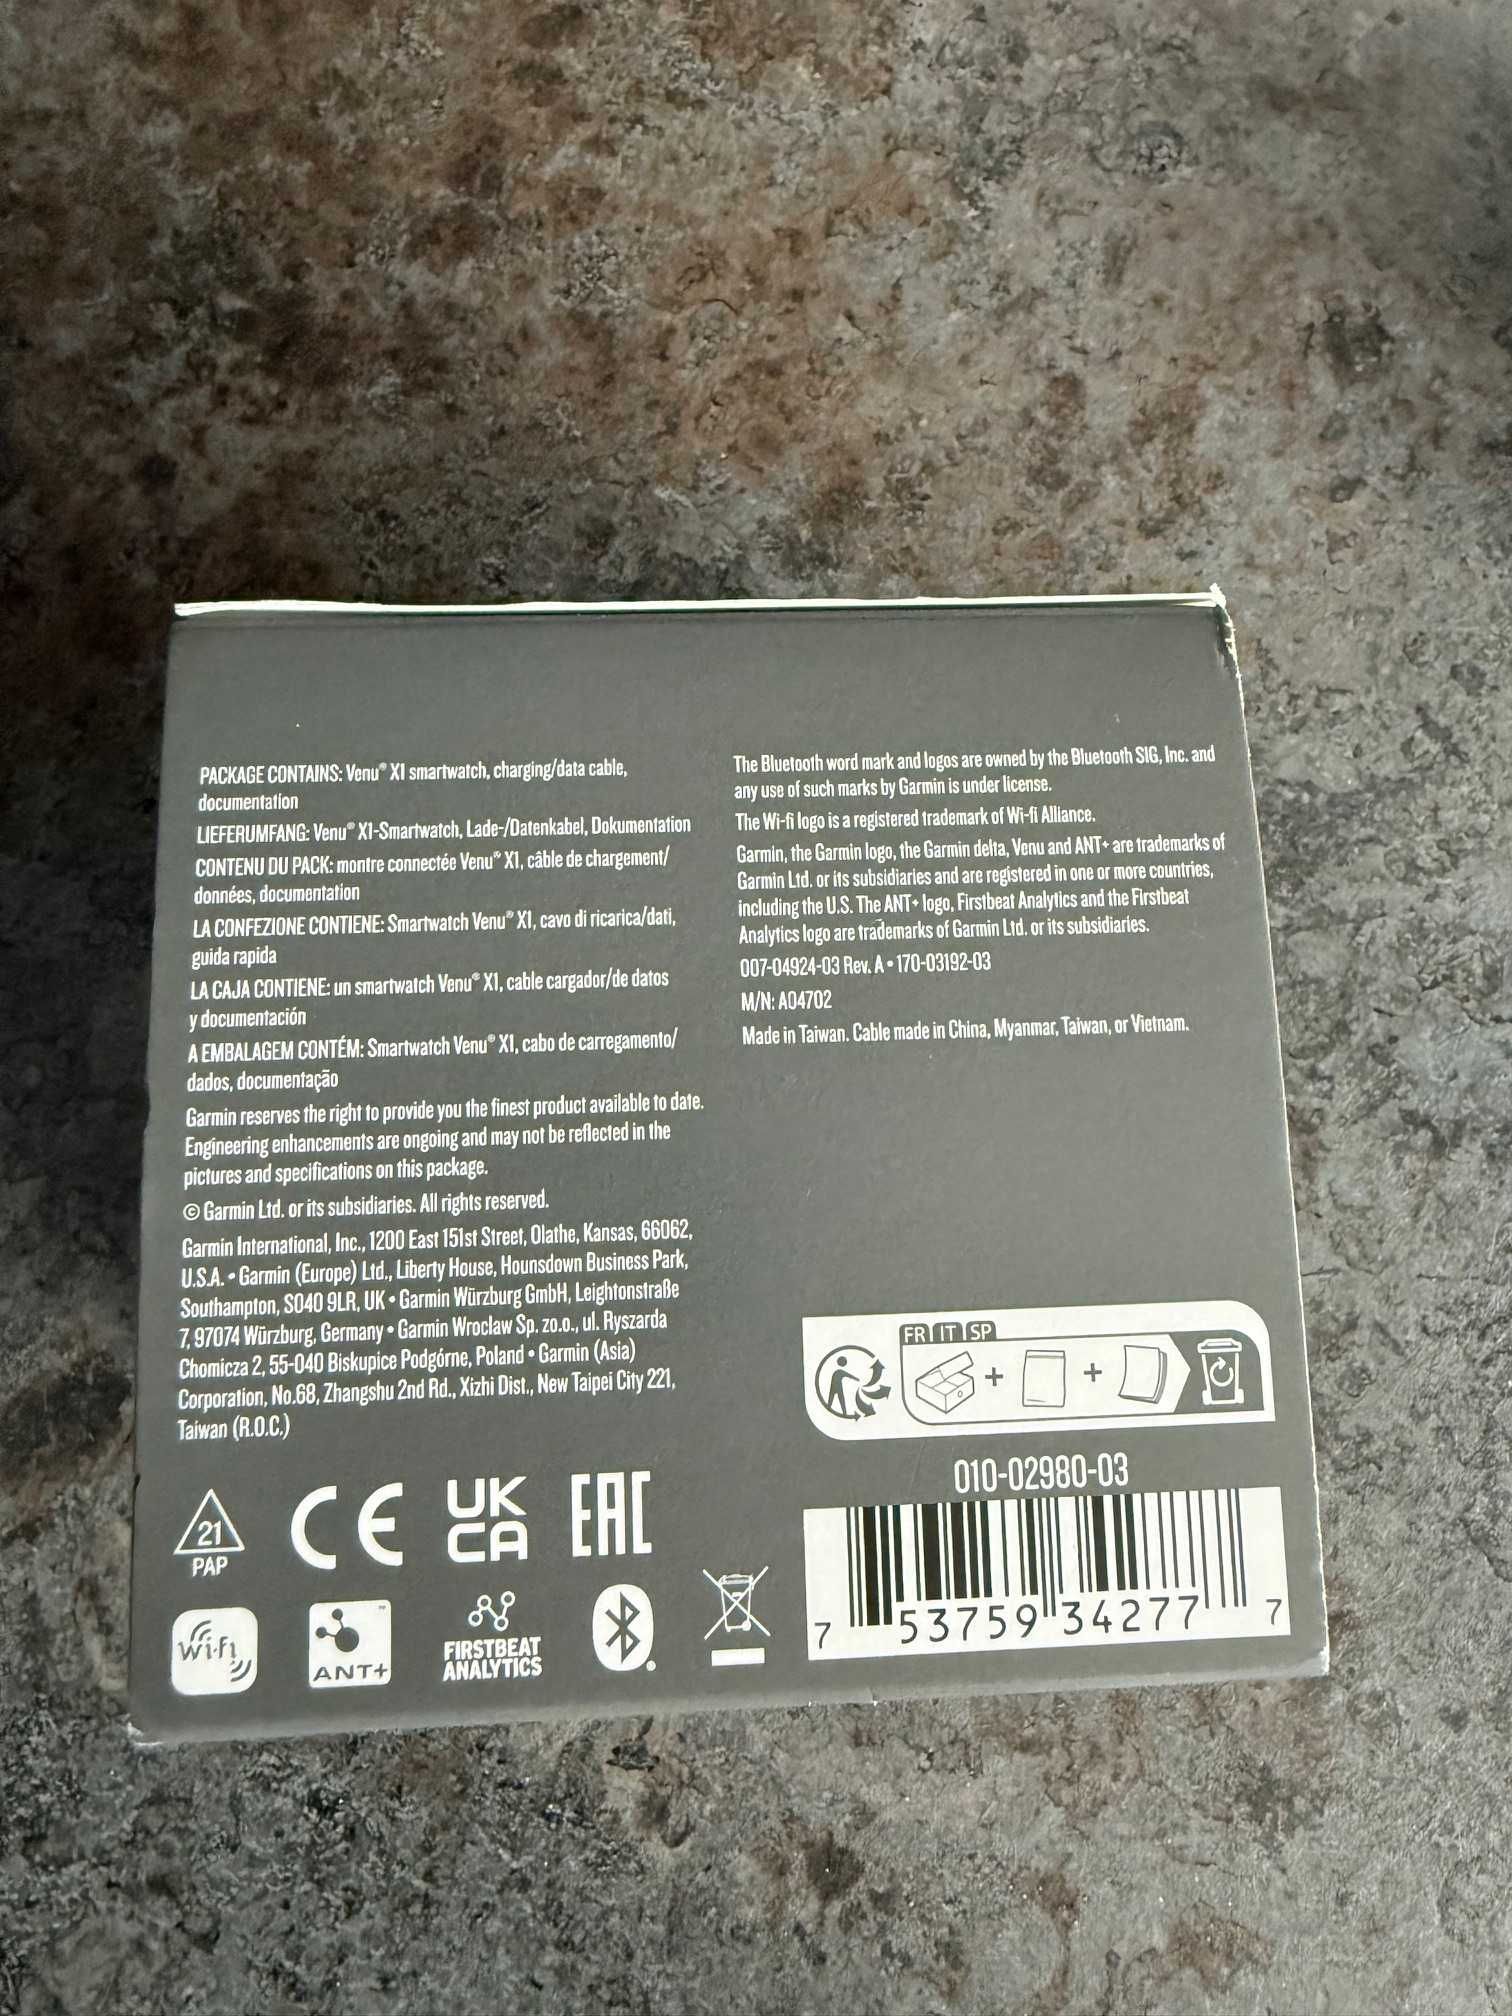 PACKAGE CONTAINS: Venu® X1 smartwatch, charging/data cable,
documentation
LIEFERUMFANG: Venu® X1-Smartwatch, Lade-/Datenkabel, Dokumentation
CONTENU DU PACK: montre connectée Venu® X1, câble de chargement/
données, documentation
LA CONFEZIONE CONTIENE: Smartwatch Venu® X1, cavo di ricarica/dati,
guida rapida
LA CAJA CONTIENE: un smartwatch Venu® X1, cable cargador/de datos
y documentación
A EMBALAGEM CONTÉM: Smartwatch Venu® X1, cabo de carregamento/
dados, documentação
Garmin reserves the right to provide you the finest product available to date.
Engineering enhancements are ongoing and may not be reflected in the
pictures and specifications on this package.
© Garmin Ltd. or its subsidiaries. All rights reserved.
Garmin International, Inc., 1200 East 151st Street, Olathe, Kansas, 66062,
U.S.A. • Garmin (Europe) Ltd., Liberty House, Hounsdown Business Park,
Southampton, SO40 9LR, UK • Garmin Würzburg GmbH, Leightonstraße
7, 97074 Würzburg, Germany • Garmin Wroclaw Sp. zo.o., ul. Ryszarda
Chomicza 2, 55-040 Biskupice Podgórne, Poland • Garmin (Asia)
Corporation, No.68, Zhangshu 2nd Rd., Xizhi Dist., New Taipei City 221,
Taiwan (R.O.C.)
The Bluetooth word mark and logos are owned by the Bluetooth SIG, Inc. and
any use of such marks by Garmin is under license.
The Wi-fi logo is a registered trademark of Wi-fi Alliance.
Garmin, the Garmin logo, the Garmin delta, Venu and ANT+ are trademarks of
Garmin Ltd. or its subsidiaries and are registered in one or more countries,
including the U.S. The ANT+ logo, Firstbeat Analytics and the Firstbeat
Analytics logo are trademarks of Garmin Ltd. or its subsidiaries.
007-04924-03 Rev. A • 170-03192-03
M/N: A04702
Made in Taiwan. Cable made in China, Myanmar, Taiwan, or Vietnam.
FR IT SP
+ +
010-02980-03
7 53759 34277 7
21
PAP
CE
UK
CA
EAC
Wi-Fi
ANT+
FIRSTBEAT
ANALYTICS